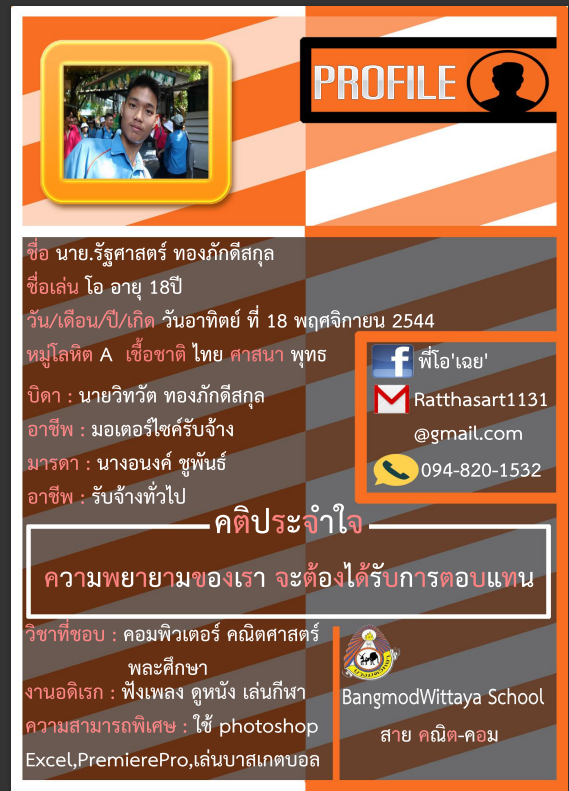 PROFILE
ชื่อ นาย.รัฐศาสตร์ ทองภักดีสกุล
ชื่อเล่น โอ อายุ 18ปี
วัน/เดือน/ปี/เกิด วันอาทิตย์ ที่ 18 พฤศจิกายน 2544
หมู่โลหิต A เชื้อชาติ ไทย ศาสนา พุทธ
บิดา : นายวิทวัต ทองภักดีสกุล
อาชีพ : มอเตอร์ไซค์รับจ้าง
มารดา : นางอนงค์ ชูพันธ์
อาชีพ : รับจ้างทั่วไป
f พี่โอ'เฉย'
Ratthasart1131
@gmail.com
094-820-1532
คติประจำใจ
ความพยายามของเรา จะต้องได้รับการตอบแทน
วิชาที่ชอบ : คอมพิวเตอร์ คณิตศาสตร์
พละศึกษา
งานอดิเรก : ฟังเพลง ดูหนัง เล่นกีฬา
ความสามารถพิเศษ : ใช้ photoshop
Excel,PremierePro,เล่นบาสเกตบอล
BangmodWittaya School
สาย คณิต-คอม